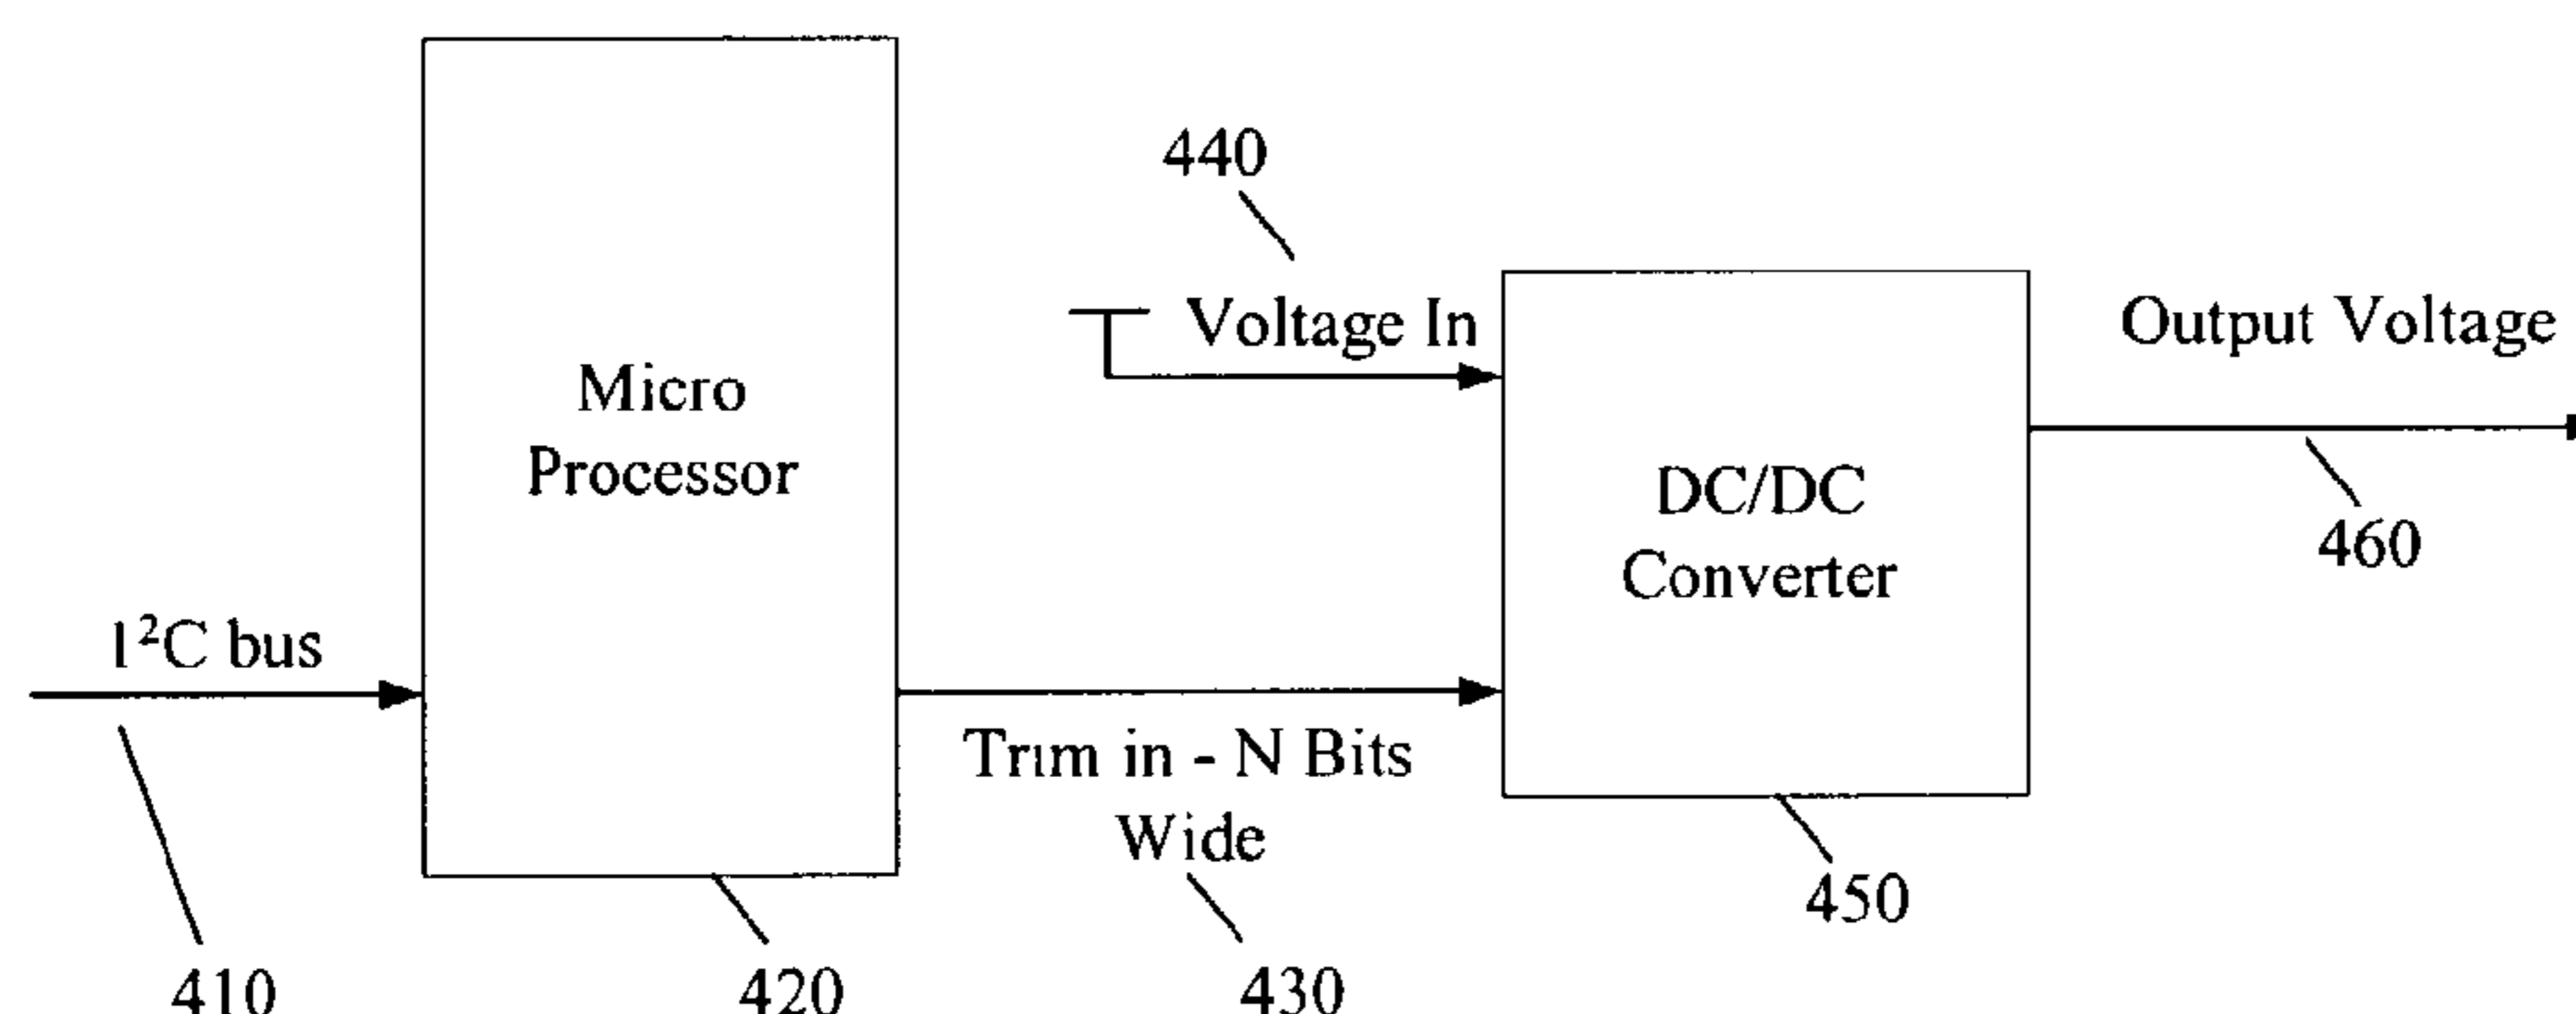 440
Voltage In
Output Voltage
Micro
Processor
DC/DC
Converter
460
I²C bus
Trim in - N Bits
Wide
450
410
420
430